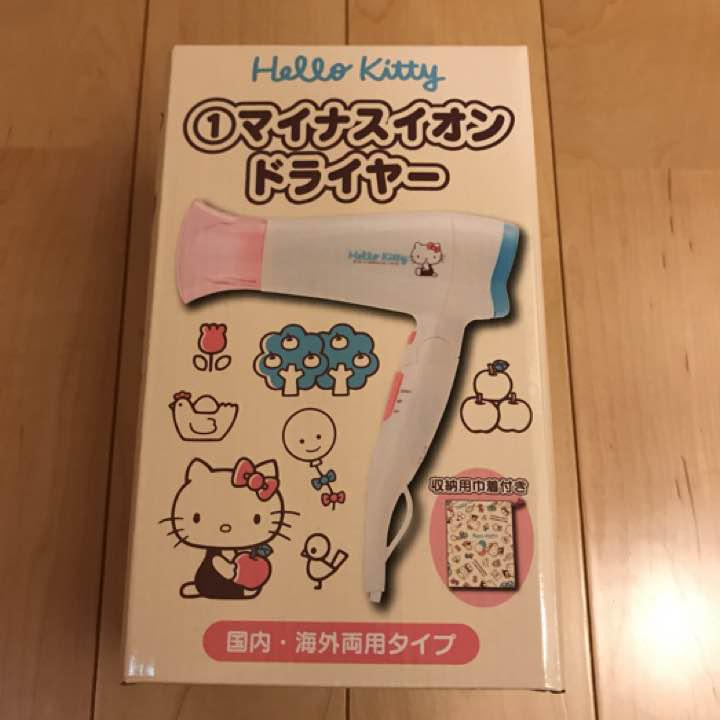 Hello Kitty
①マイナスイオン
ドライヤー
Hello Kitty
収納用巾着付き
国内・海外両用タイプ